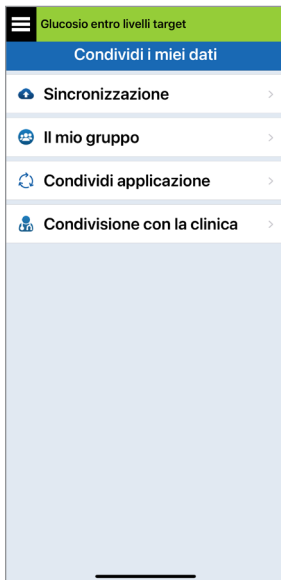 Glucosio entro livelli target
Condividi i miei dati
Sincronizzazione
Il mio gruppo
Condividi applicazione
Condivisione con la clinica